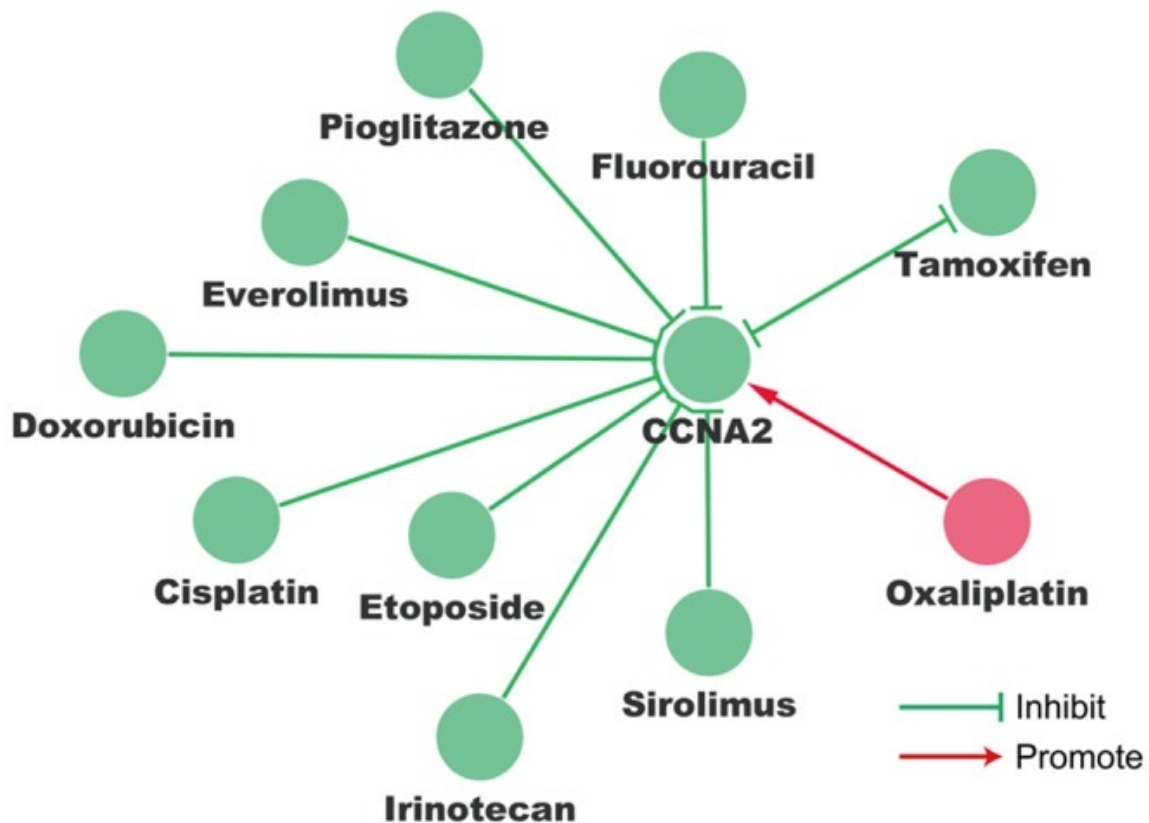 Pioglitazone
Fluorouracil
Tamoxifen
Everolimus
Doxorubicin
CCNA2
Cisplatin
Etoposide
Oxaliplatin
Sirolimus
Irinotecan
Inhibit
Promote